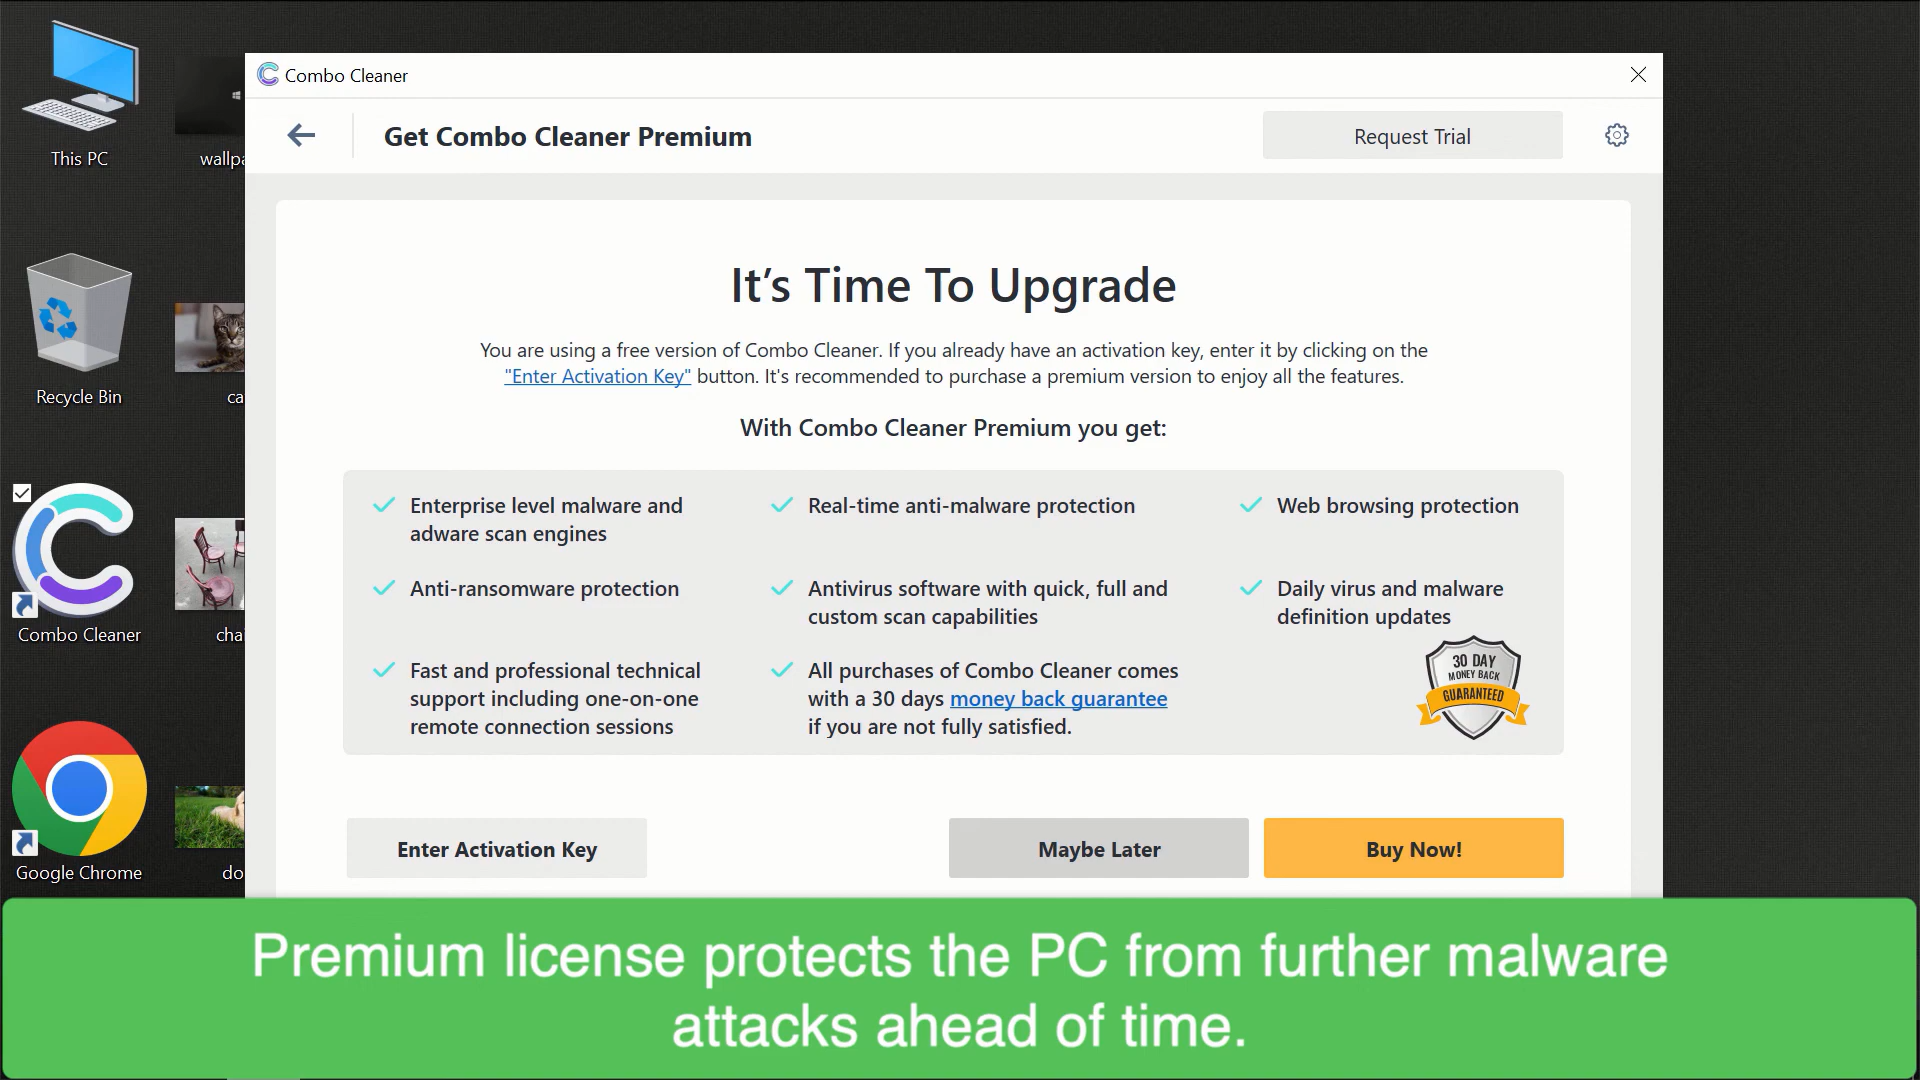 Combo Cleaner
Get Combo Cleaner Premium
Request Trial
This PC
wallpa
Recycle Bin
ca
Combo Cleaner
cha
Google Chrome
do
It’s Time To Upgrade
You are using a free version of Combo Cleaner. If you already have an activation key, enter it by clicking on the
"Enter Activation Key" button. It's recommended to purchase a premium version to enjoy all the features.
With Combo Cleaner Premium you get:
Enterprise level malware and
adware scan engines
Real-time anti-malware protection
Web browsing protection
Anti-ransomware protection
Antivirus software with quick, full and
custom scan capabilities
Daily virus and malware
definition updates
Fast and professional technical
support including one-on-one
remote connection sessions
All purchases of Combo Cleaner comes
with a 30 days money back guarantee
if you are not fully satisfied.
30 DAY
MONEY BACK
GUARANTEED
Enter Activation Key
Maybe Later
Buy Now!
Premium license protects the PC from further malware
attacks ahead of time.